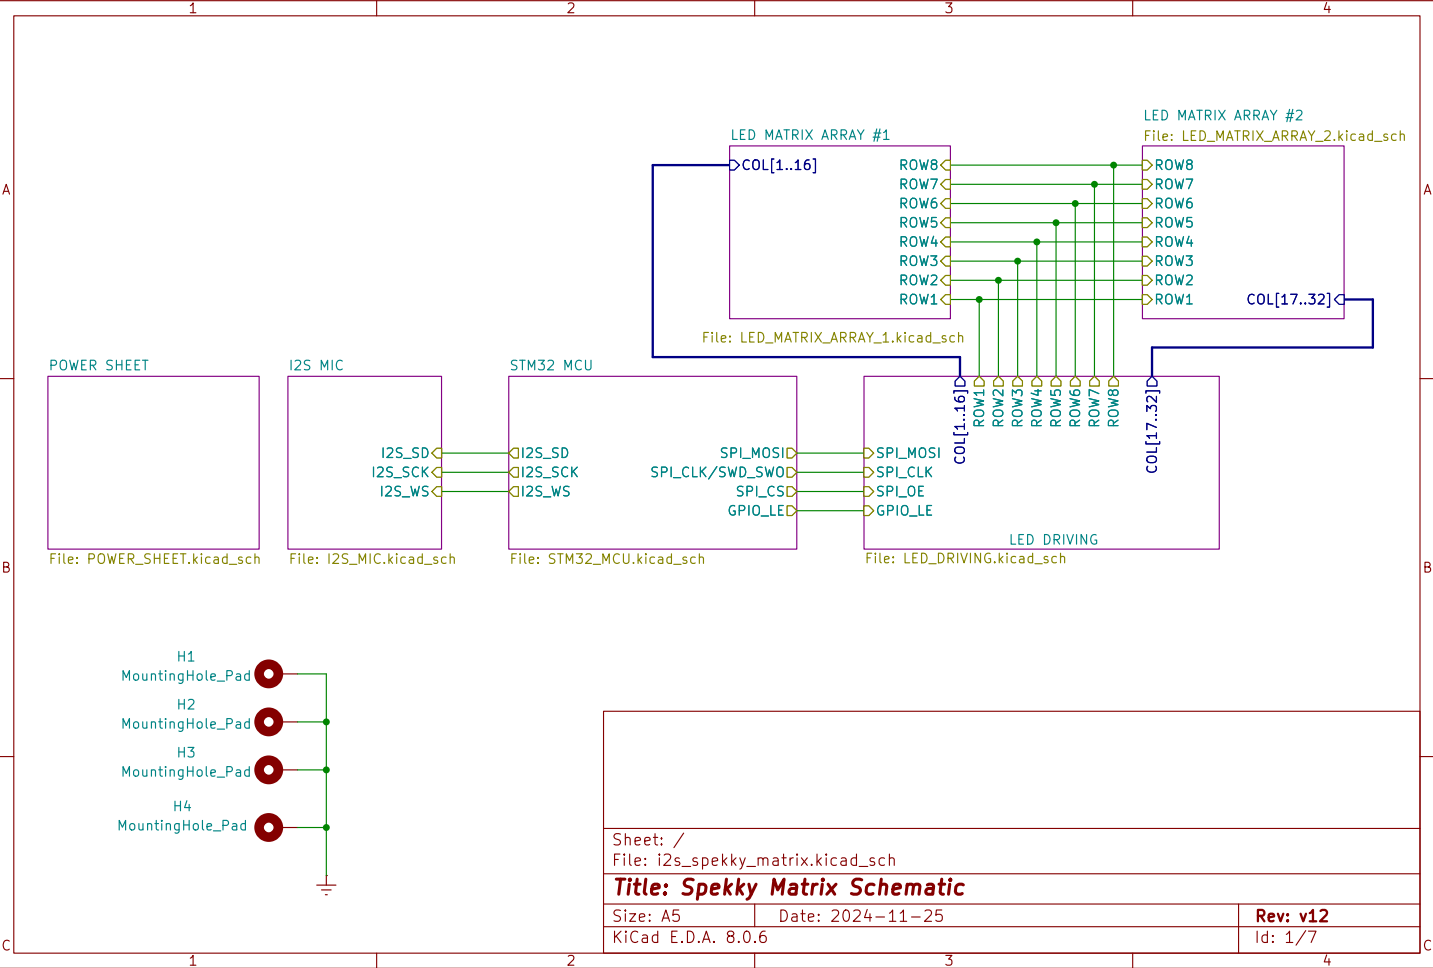 1 2 3 4
A
B
C
LED MATRIX ARRAY #1
COL[1..16]
ROW8
ROW7
ROW6
ROW5
ROW4
ROW3
ROW2
ROW1
File: LED_MATRIX_ARRAY_1.kicad_sch
LED MATRIX ARRAY #2
File: LED_MATRIX_ARRAY_2.kicad_sch
ROW8
ROW7
ROW6
ROW5
ROW4
ROW3
ROW2
ROW1
COL[17..32]
A
B
C
POWER SHEET
File: POWER_SHEET.kicad_sch
I2S MIC
I2S_SD
I2S_SCK
I2S_WS
File: I2S_MIC.kicad_sch
STM32 MCU
I2S_SD
I2S_SCK
I2S_WS
SPI_MOSI
SPI_CLK/SWD_SWO
SPI_CS
GPIO_LE
File: STM32_MCU.kicad_sch
COL[1..16]
ROW1
ROW2
ROW3
ROW4
ROW5
ROW6
ROW7
ROW8
COL[17..32]
SPI_MOSI
SPI_CLK
SPI_OE
GPIO_LE
LED DRIVING
File: LED_DRIVING.kicad_sch
H1
MountingHole_Pad
H2
MountingHole_Pad
H3
MountingHole_Pad
H4
MountingHole_Pad
Sheet: /
File: i2s_spekky_matrix.kicad_sch
Title: Spekky Matrix Schematic
Size: A5 Date: 2024-11-25 Rev: v12
KiCad E.D.A. 8.0.6 Id: 1/7
1 2 3 4